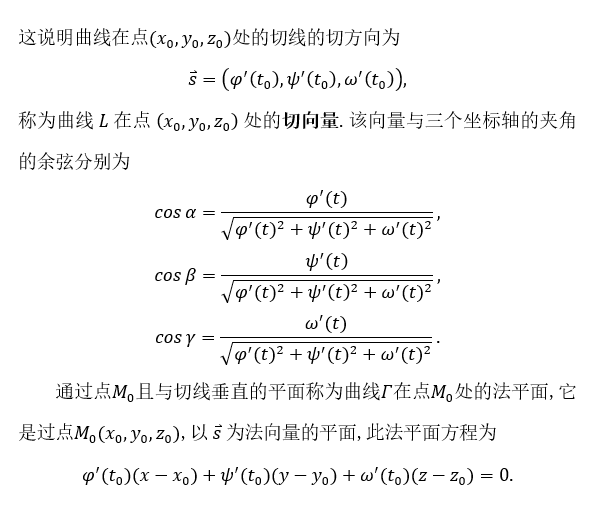 这说明曲线在点(x₀, y₀, z₀)处的切线的切方向为
s⃗ = (φ′(t₀), ψ′(t₀), ω′(t₀)),
称为曲线 L 在点 (x₀, y₀, z₀) 处的切向量. 该向量与三个坐标轴的夹角
的余弦分别为
cos α = φ′(t) / √(φ′(t)² + ψ′(t)² + ω′(t)²) ,
cos β = ψ′(t) / √(φ′(t)² + ψ′(t)² + ω′(t)²) ,
cos γ = ω′(t) / √(φ′(t)² + ψ′(t)² + ω′(t)²) .
通过点M₀且与切线垂直的平面称为曲线Γ在点M₀处的法平面, 它
是过点M₀(x₀, y₀, z₀), 以 s⃗ 为法向量的平面, 此法平面方程为
φ′(t₀)(x − x₀) + ψ′(t₀)(y − y₀) + ω′(t₀)(z − z₀) = 0.